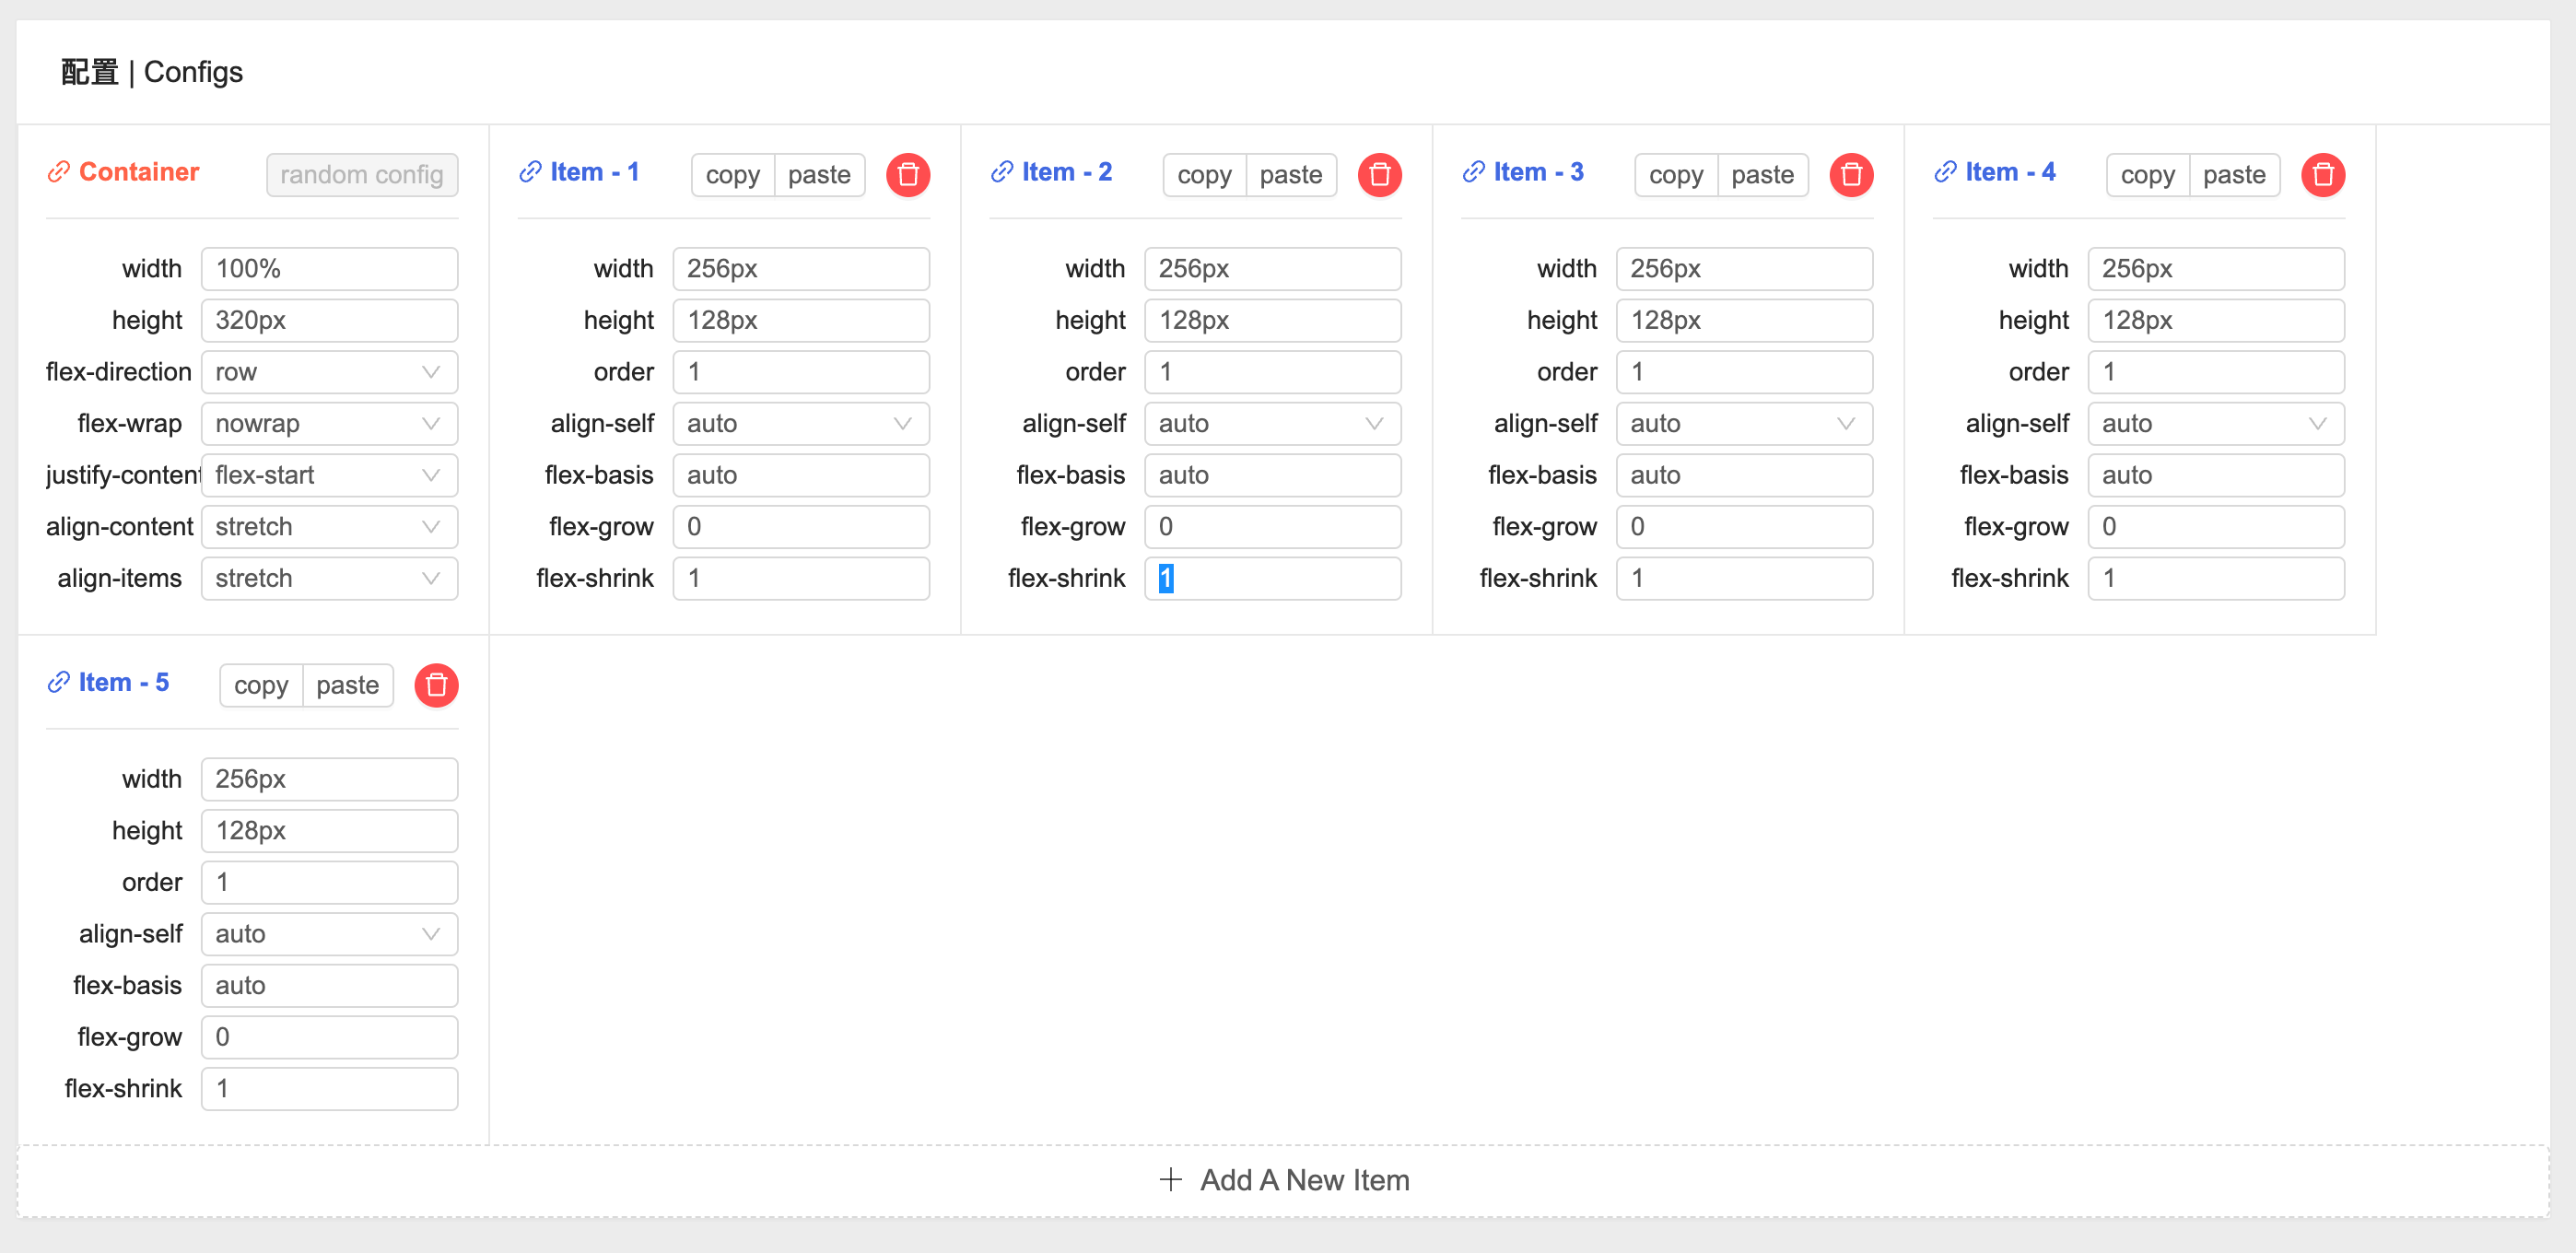 配置 | Configs
Container random config
width 100%
height 320px
flex-direction row
flex-wrap nowrap
justify-content flex-start
align-content stretch
align-items stretch
Item - 1 copy paste
width 256px
height 128px
order 1
align-self auto
flex-basis auto
flex-grow 0
flex-shrink 1
Item - 2 copy paste
width 256px
height 128px
order 1
align-self auto
flex-basis auto
flex-grow 0
flex-shrink 1
Item - 3 copy paste
width 256px
height 128px
order 1
align-self auto
flex-basis auto
flex-grow 0
flex-shrink 1
Item - 4 copy paste
width 256px
height 128px
order 1
align-self auto
flex-basis auto
flex-grow 0
flex-shrink 1
Item - 5 copy paste
width 256px
height 128px
order 1
align-self auto
flex-basis auto
flex-grow 0
flex-shrink 1
Add A New Item